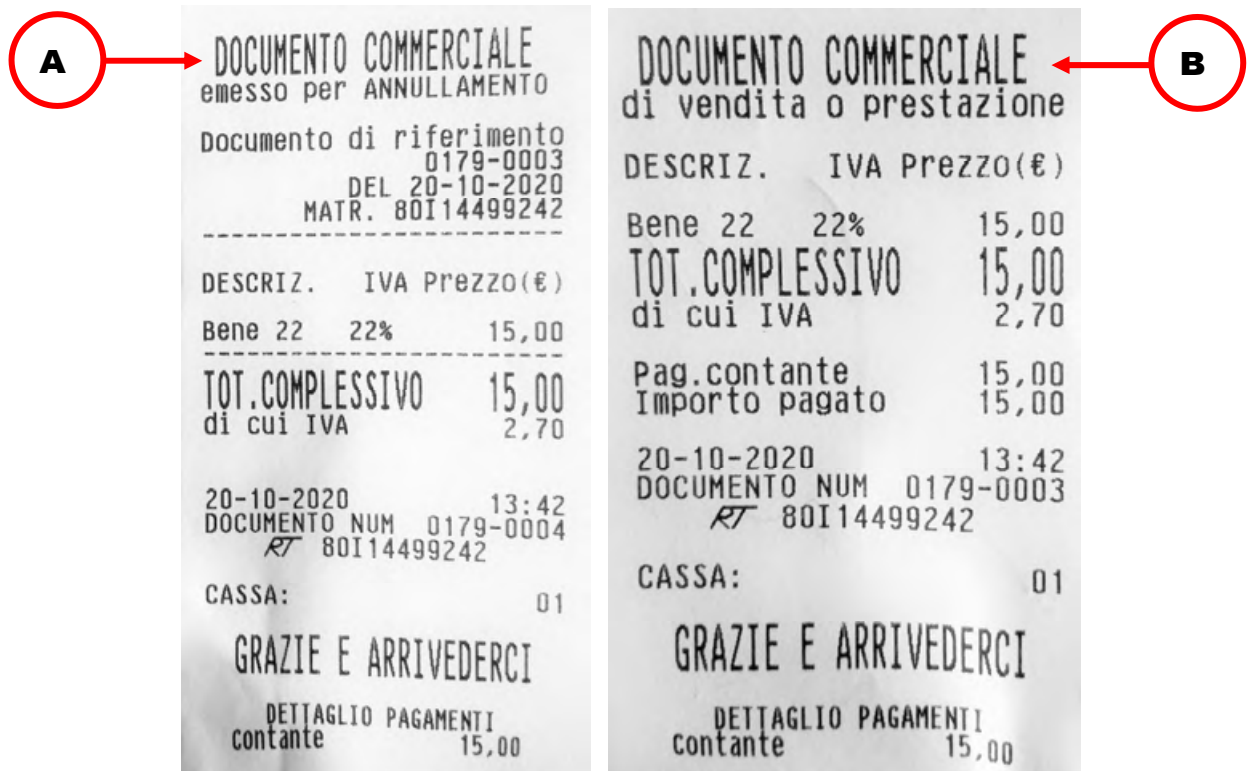 A
DOCUMENTO COMMERCIALE
emesso per ANNULLAMENTO
Documento di riferimento
0179-0003
DEL 20-10-2020
MATR. 80I14499242
DESCRIZ. IVA Prezzo(€)
Bene 22 22% 15,00
TOT.COMPLESSIVO 15,00
di cui IVA 2,70
20-10-2020 13:42
DOCUMENTO NUM 0179-0004
RT 80I14499242
CASSA: 01
GRAZIE E ARRIVEDERCI
DETTAGLIO PAGAMENTI
contante 15,00
B
DOCUMENTO COMMERCIALE
di vendita o prestazione
DESCRIZ. IVA Prezzo(€)
Bene 22 22% 15,00
TOT.COMPLESSIVO 15,00
di cui IVA 2,70
Pag.contante 15,00
Importo pagato 15,00
20-10-2020 13:42
DOCUMENTO NUM 0179-0003
RT 80I14499242
CASSA: 01
GRAZIE E ARRIVEDERCI
DETTAGLIO PAGAMENTI
contante 15,00